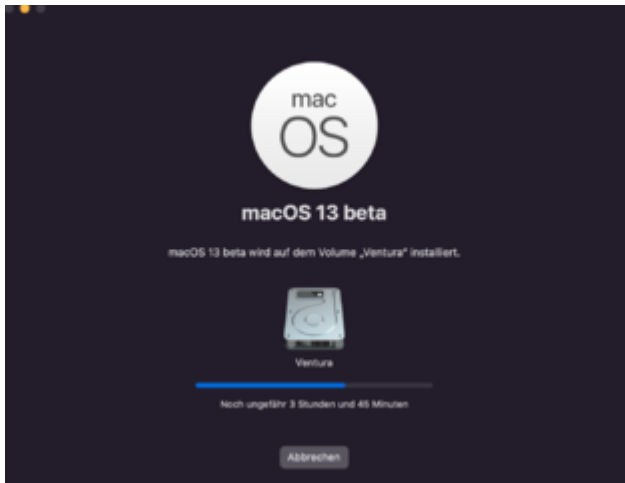 mac
OS
macOS 13 beta
macOS 13 beta wird auf dem Volume „Ventura“ installiert.
Ventura
Noch ungefähr 3 Stunden und 45 Minuten
Abbrechen